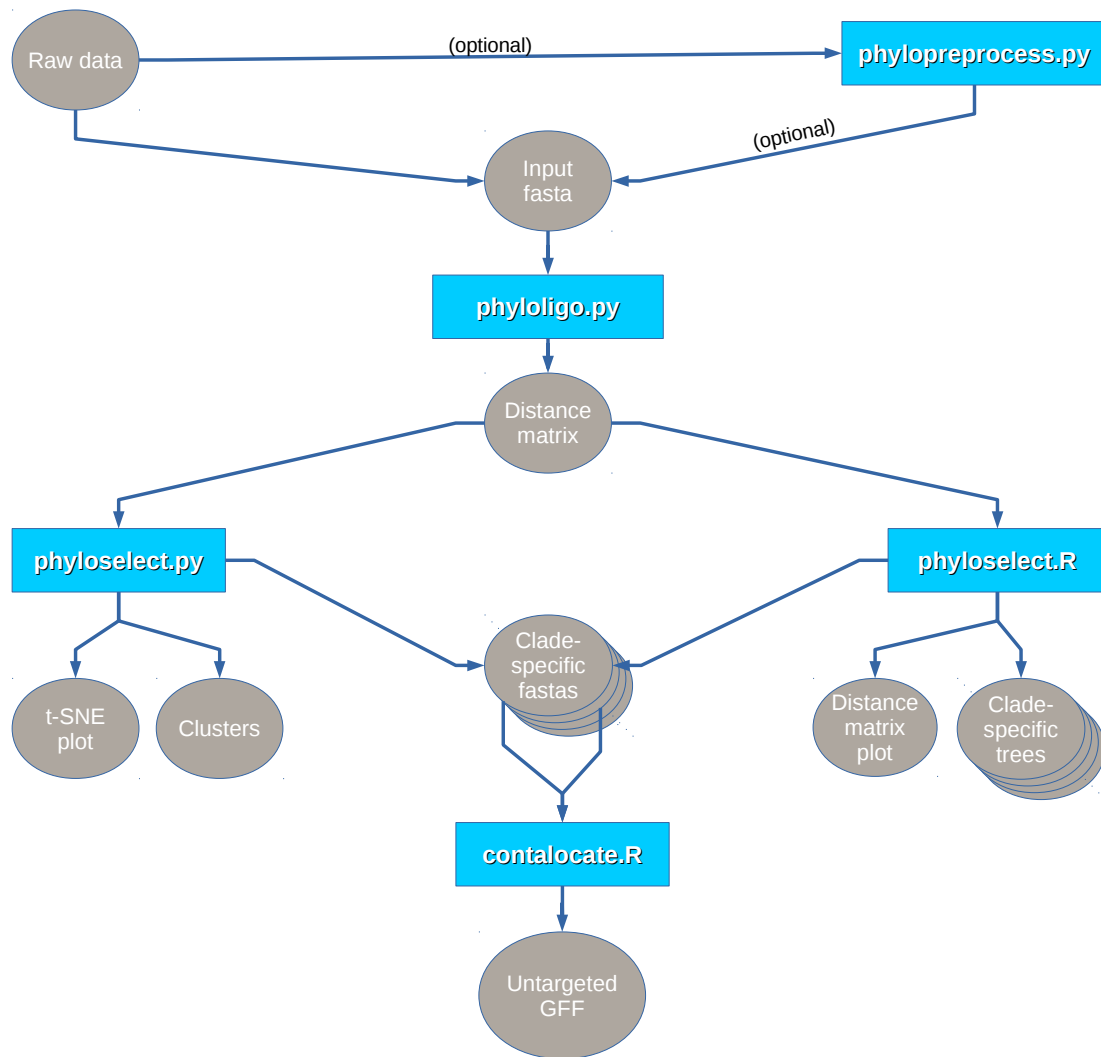 Raw data
(optional)
phylopreprocess.py
(optional)
Input
fasta
phyloligo.py
Distance
matrix
phyloselect.py
phyloselect.R
Clade-
specific
fastas
t-SNE
plot
Clusters
Distance
matrix
plot
Clade-
specific
trees
contalocate.R
Untargeted
GFF